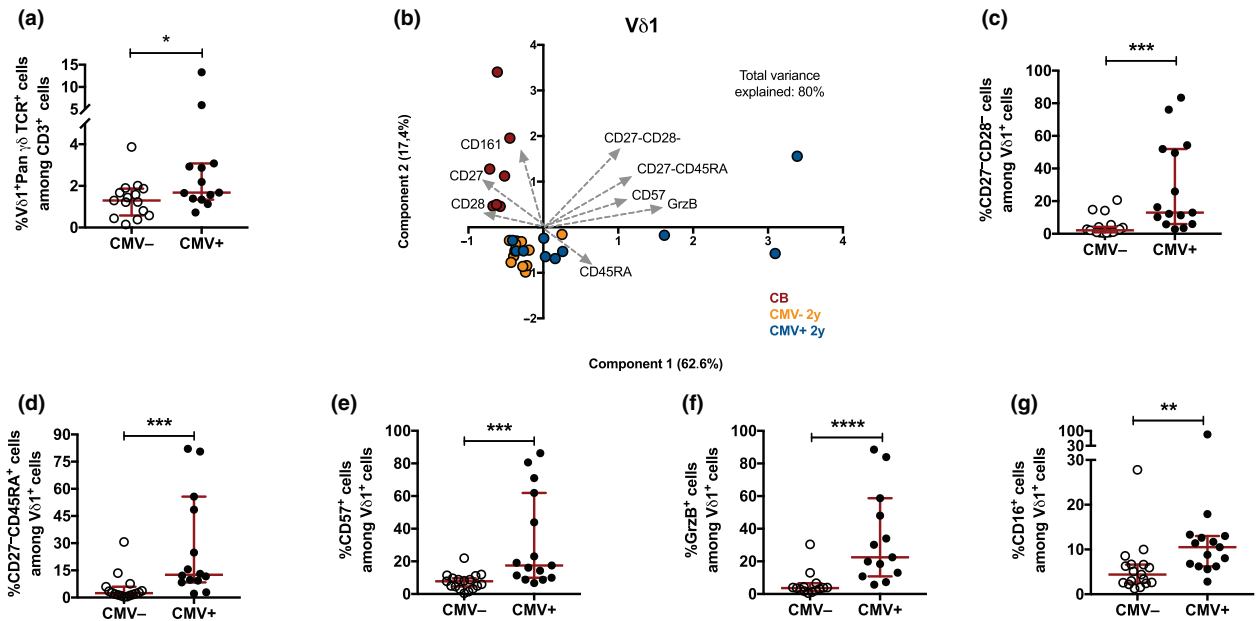 (a)
*
%Vδ1⁺Pan γδ TCR⁺ cells
among CD3⁺ cells
15
10
5
4
2
0
CMV–
CMV+
(b)
Vδ1
Total variance
explained: 80%
Component 2 (17,4%)
4
3
2
1
–1
–2
–1
0
1
2
3
4
CD161
CD27
CD28
CD27-CD28-
CD27-CD45RA
CD57
GrzB
CD45RA
CB
CMV- 2y
CMV+ 2y
Component 1 (62.6%)
(c)
***
%CD27⁻CD28⁻ cells
among Vδ1⁺ cells
100
80
60
40
20
0
CMV–
CMV+
(d)
***
%CD27⁻CD45RA⁺ cells
among Vδ1⁺ cells
90
75
60
45
30
15
0
CMV–
CMV+
(e)
***
%CD57⁺ cells
among Vδ1⁺ cells
100
80
60
40
20
0
CMV–
CMV+
(f)
****
%GrzB⁺ cells
among Vδ1⁺ cells
100
80
60
40
20
0
CMV–
CMV+
(g)
**
%CD16⁺ cells
among Vδ1⁺ cells
100
30
30
20
10
0
CMV–
CMV+